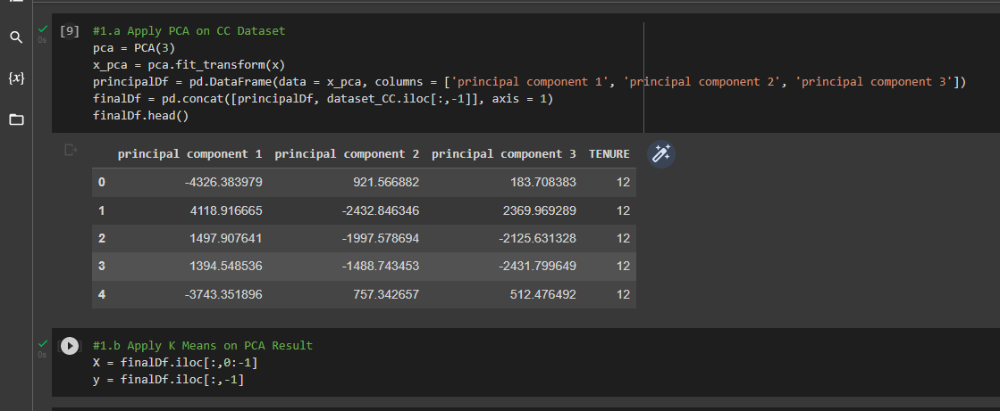 [9] #1.a Apply PCA on CC Dataset
0s
pca = PCA(3)
x_pca = pca.fit_transform(x)
principalDf = pd.DataFrame(data = x_pca, columns = ['principal component 1', 'principal component 2', 'principal component 3'])
finalDf = pd.concat([principalDf, dataset_CC.iloc[:,-1]], axis = 1)
finalDf.head()
{x}
principal component 1 principal component 2 principal component 3 TENURE
0 -4326.383979 921.566882 183.708383 12
1 4118.916665 -2432.846346 2369.969289 12
2 1497.907641 -1997.578694 -2125.631328 12
3 1394.548536 -1488.743453 -2431.799649 12
4 -3743.351896 757.342657 512.476492 12
#1.b Apply K Means on PCA Result
0s
X = finalDf.iloc[:,0:-1]
y = finalDf.iloc[:,-1]